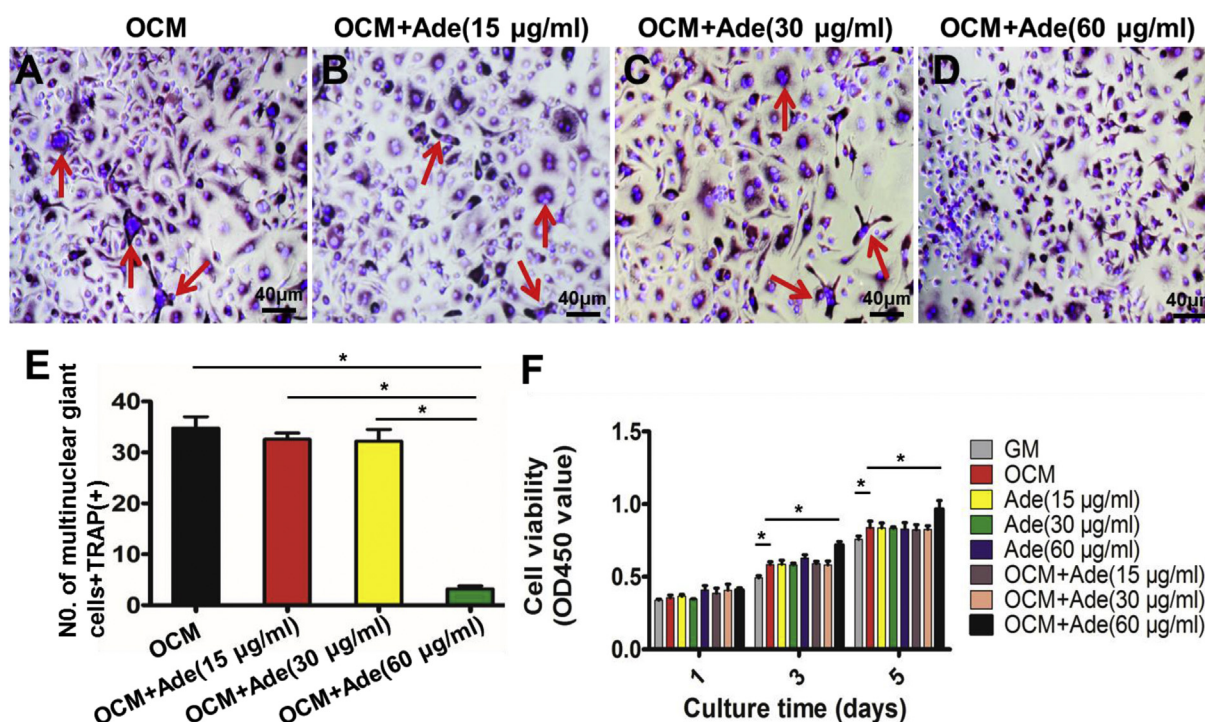 OCM
OCM+Ade(15 µg/ml)
OCM+Ade(30 µg/ml)
OCM+Ade(60 µg/ml)
A
B
C
D
40µm
40µm
40µm
40µm
E
NO. of multinuclear giant
cells+TRAP(+)
40
30
20
10
0
*
*
*
OCM
OCM+Ade(15 µg/ml)
OCM+Ade(30 µg/ml)
OCM+Ade(60 µg/ml)
F
Cell viability
(OD450 value)
1.5
1.0
0.5
0.0
*
*
*
*
1
3
5
Culture time (days)
GM
OCM
Ade(15 µg/ml)
Ade(30 µg/ml)
Ade(60 µg/ml)
OCM+Ade(15 µg/ml)
OCM+Ade(30 µg/ml)
OCM+Ade(60 µg/ml)